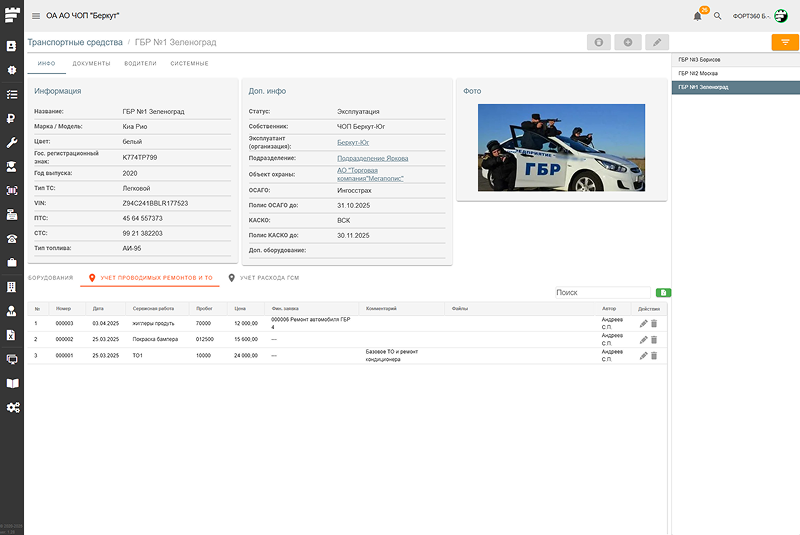 ОА АО ЧОП "Беркут"
26
ФОРТ360 Б.-.
Транспортные средства / ГБР №1 Зеленоград
ИНФО ДОКУМЕНТЫ ВОДИТЕЛИ СИСТЕМНЫЕ
Информация
Название: ГБР №1 Зеленоград
Марка / Модель: Киа Рио
Цвет: белый
Гос. регистрационный
знак: К774ТР799
Год выпуска: 2020
Тип ТС: Легковой
VIN: Z94C241BBLR177523
ПТС: 45 64 557373
СТС: 99 21 382203
Тип топлива: АИ-95
Доп. инфо
Статус: Эксплуатация
Собственник: ЧОП Беркут-Юг
Эксплуатант
(организация): Беркут-Юг
Подразделение: Подразделение Яркова
Объект охраны: АО "Торговая
компания"Мегаполис"
ОСАГО: Ингосстрах
Полис ОСАГО до: 31.10.2025
КАСКО: ВСК
Полис КАСКО до: 30.11.2025
Доп. оборудование:
Фото
ПРЕДПРИЯТИЕ
ГБР
ГБР №3 Борисов
ГБР №2 Москва
ГБР №1 Зеленоград
БОРУДОВАНИЯ УЧЕТ ПРОВОДИМЫХ РЕМОНТОВ И ТО УЧЕТ РАСХОДА ГСМ
Поиск
№ Номер Дата Сервисная работа Пробег Цена Фин. заявка Комментарий Файлы Автор Действия
1 000003 03.04.2025 жиглеры продуть 70000 12 000,00 000006 Ремонт автомобиля ГБР
4 Андреев
С.П.
2 000002 25.03.2025 Покраска бампера 012500 15 600,00 --- Андреев
С.П.
3 000001 25.03.2025 ТО1 10000 24 000,00 --- Базовое ТО и ремонт
кондиционера Андреев
С.П.